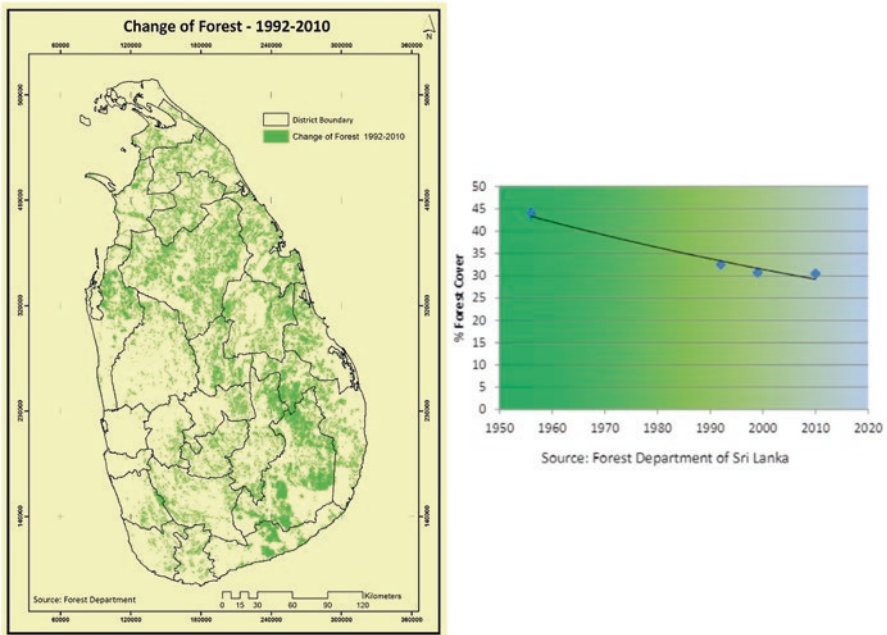 Change of Forest - 1992-2010
N
60000 120000 180000 240000 300000 360000
District Boundary
Change of Forest 1992-2010
140000
Source: Forest Department
Kilometers
0 15 30 60 90 120
60000 120000 180000 240000 300000 360000
50
45
40
35
30
25
20
15
10
5
0
% Forest Cover
1950 1960 1970 1980 1990 2000 2010 2020
Source: Forest Department of Sri Lanka